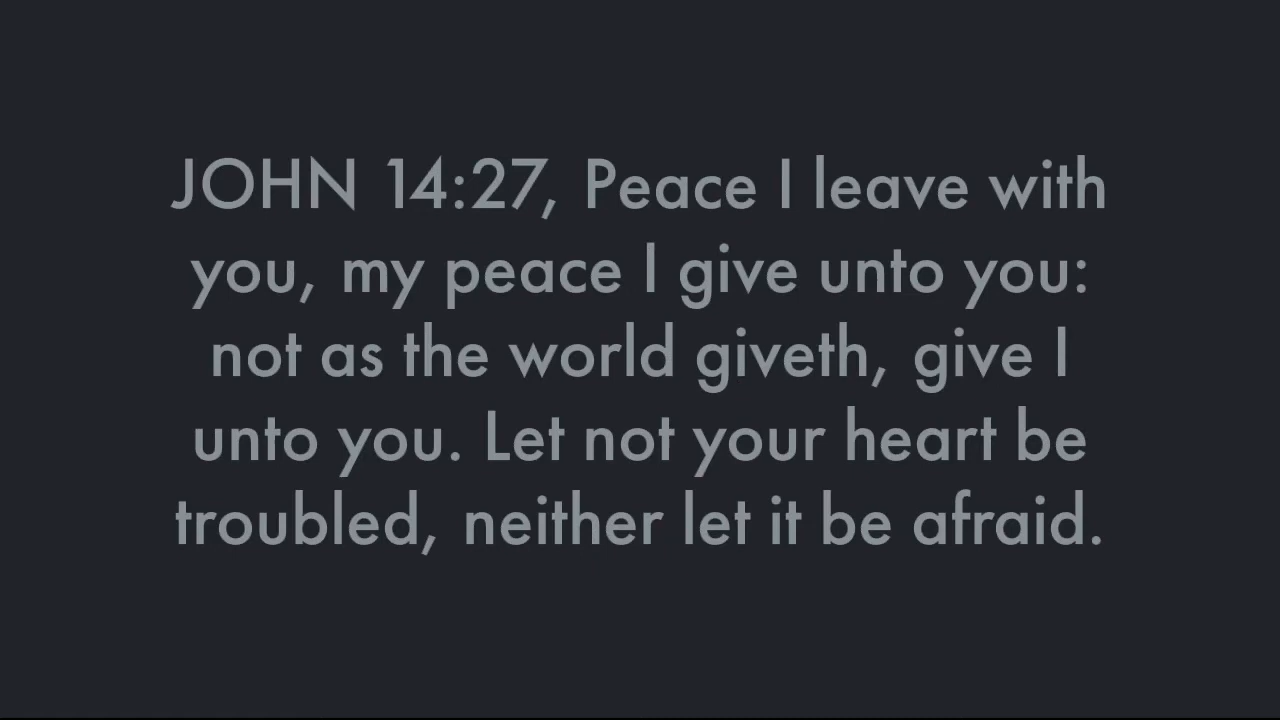 JOHN 14:27, Peace I leave with
you, my peace I give unto you:
not as the world giveth, give I
unto you. Let not your heart be
troubled, neither let it be afraid.